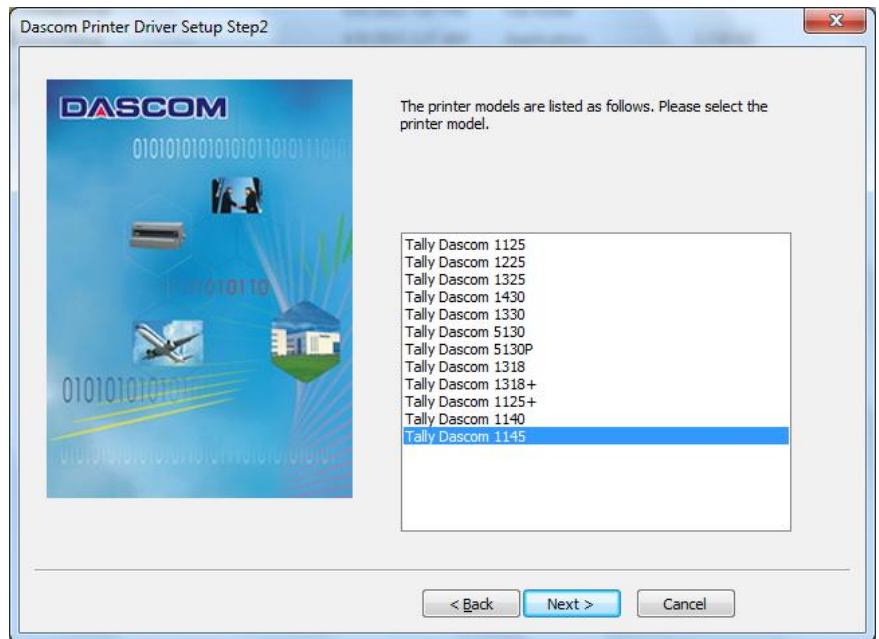 Dascom Printer Driver Setup Step2
DASCOM
The printer models are listed as follows. Please select the
printer model.
Tally Dascom 1125
Tally Dascom 1225
Tally Dascom 1325
Tally Dascom 1430
Tally Dascom 1330
Tally Dascom 5130
Tally Dascom 5130P
Tally Dascom 1318
Tally Dascom 1318+
Tally Dascom 1125+
Tally Dascom 1140
Tally Dascom 1145
< Back
Next >
Cancel